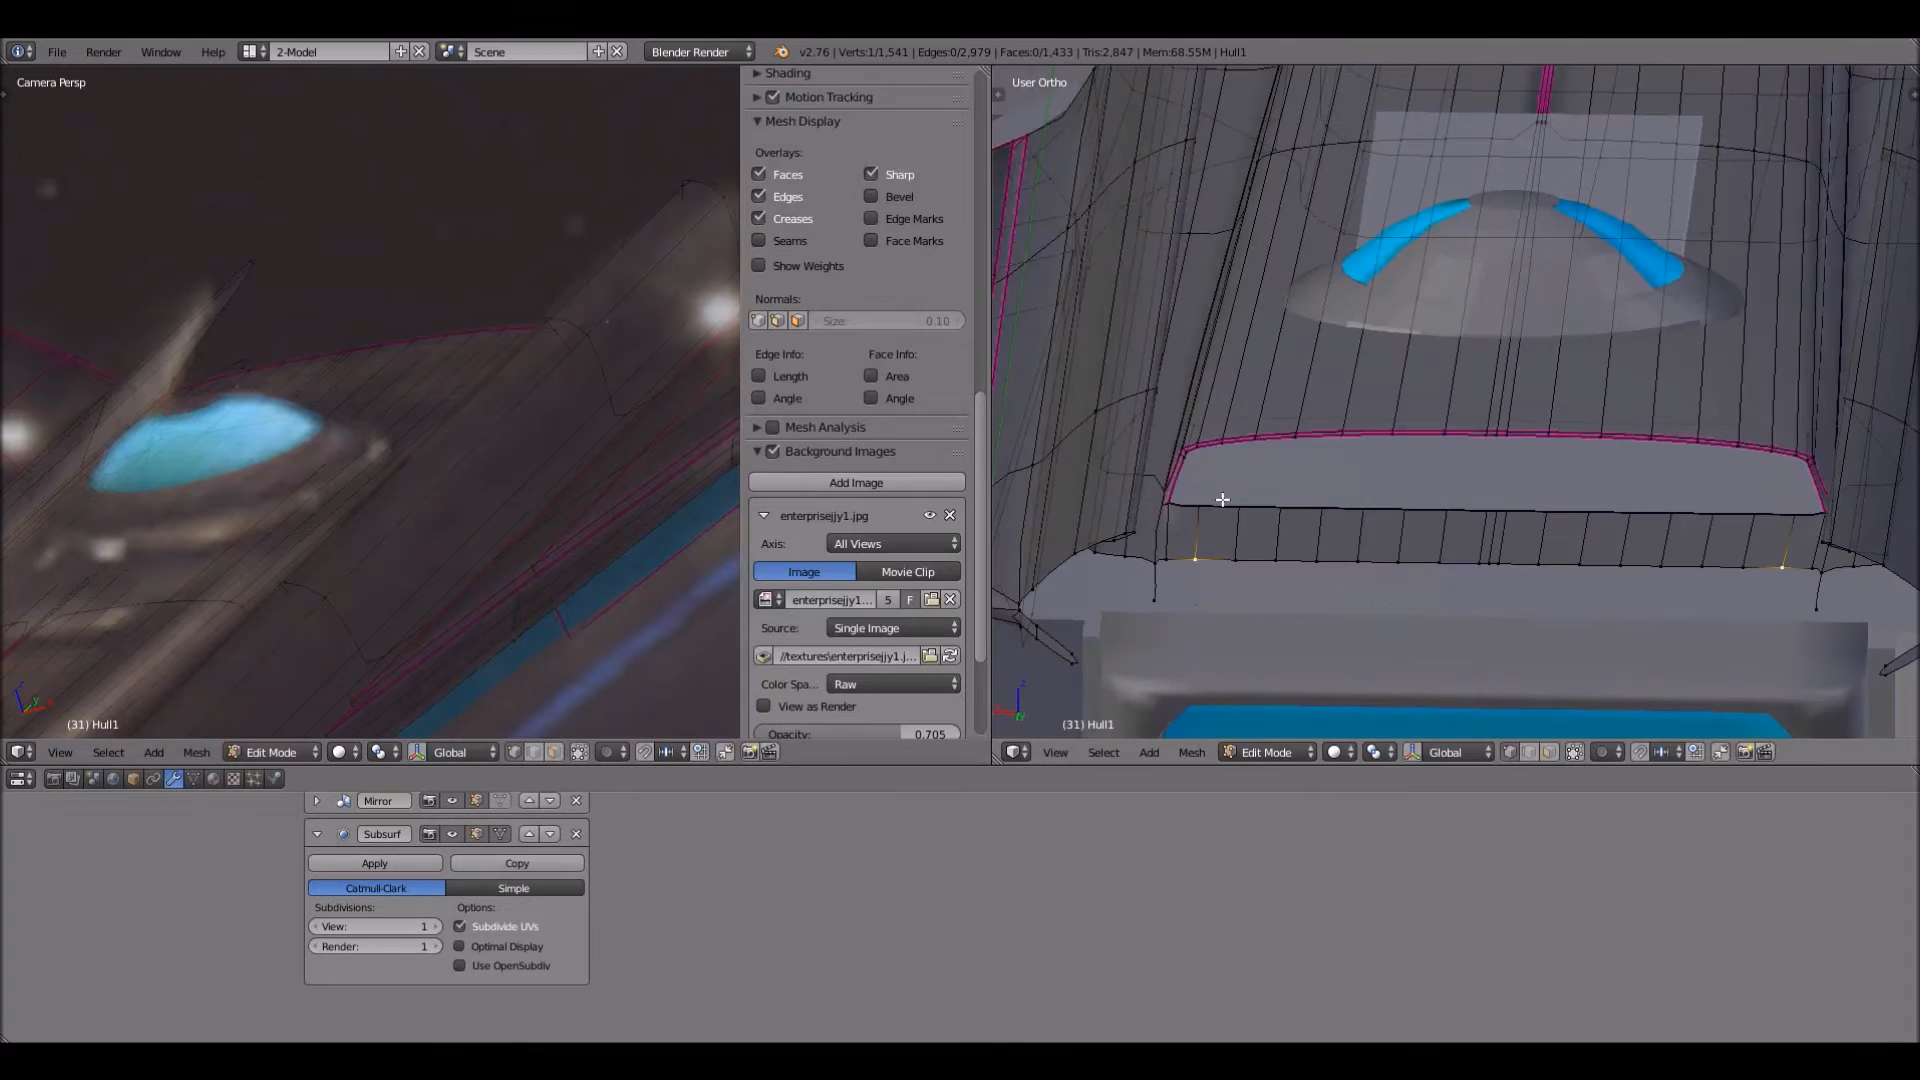 File Render Window Help 2-Model Scene Blender Render v2.76 | Verts:1/1,541 | Edges:0/2,979 | Faces:0/1,433 | Tris:2,847 | Mem:68.55M | Hull1
Camera Persp
User Ortho
Shading
Motion Tracking
Mesh Display
Overlays:
Faces Sharp
Edges Bevel
Creases Edge Marks
Seams Face Marks
Show Weights
Normals:
Size: 0.10
Edge Info: Face Info:
Length Area
Angle Angle
Mesh Analysis
Background Images
Add Image
enterprisejjy1.jpg
Axis: All Views
Image Movie Clip
enterprisejjy1... 5 F
Source: Single Image
//textures\enterprisejjy1.j...
Color Spa... Raw
View as Render
Opacity: 0.705
(31) Hull1
(31) Hull1
View Select Add Mesh Edit Mode Global
View Select Add Mesh Edit Mode Global
Mirror
Subsurf
Apply Copy
Catmull-Clark Simple
Subdivisions: Options:
View: 1 Subdivide UVs
Render: 1 Optimal Display
Use OpenSubdiv